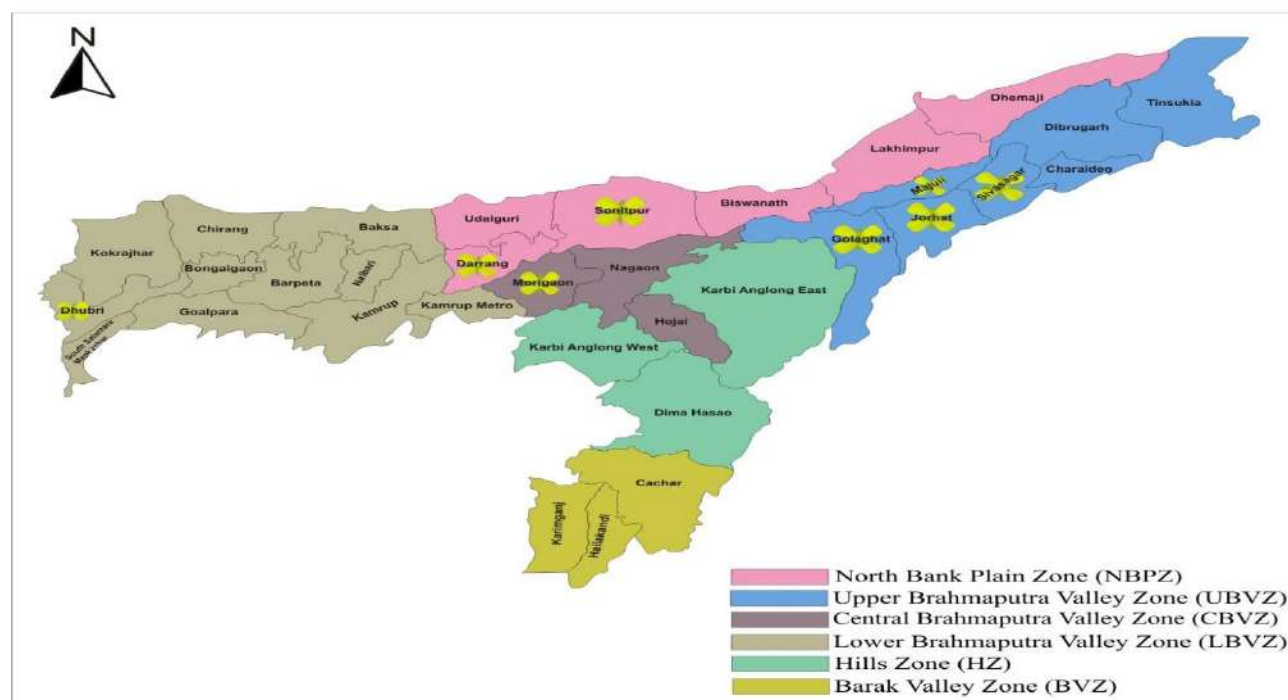 N
Dhemaji
Tinsukia
Dibrugarh
Lakhimpur
Charaideo
Majuli
Sivasagar
Jorhat
Golaghat
Biswanath
Sonitpur
Udalguri
Darrang
Baksa
Chirang
Kokrajhar
Bongaigaon
Barpeta
Nalbari
Dhubri
Goalpara
Kamrup
Kamrup Metro
Morigaon
Nagaon
Hojai
Karbi Anglong East
Karbi Anglong West
Dima Hasao
Cachar
Karimganj
Hailakandi
North Bank Plain Zone (NBPZ)
Upper Brahmaputra Valley Zone (UBVZ)
Central Brahmaputra Valley Zone (CBVZ)
Lower Brahmaputra Valley Zone (LBVZ)
Hills Zone (HZ)
Barak Valley Zone (BVZ)